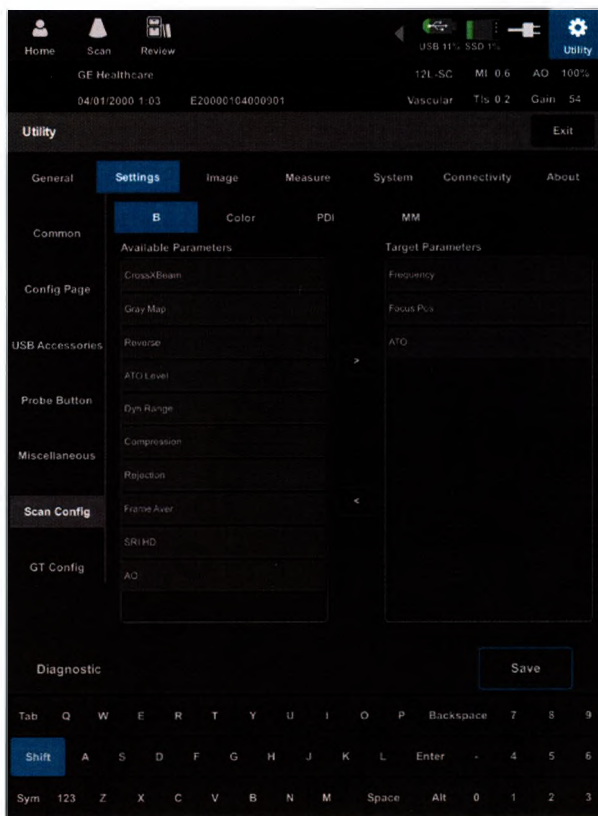 USB 11% SSD 1%
Home Scan Review Utility
GE Healthcare 12L-SC MI 0.6 AO 100%
04/01/2000 1:03 E20000104000901 Vascular TIs 0.2 Gain 54
Utility Exit
General Settings Image Measure System Connectivity About
B Color PDI MM
Common
Available Parameters Target Parameters
CrossXBeam Frequency
Config Page
Gray Map Focus Pos
USB Accessories Reverse ATO
>
ATO Level
Probe Button
Dyn Range
Compression
Miscellaneous
Rejection
<
Scan Config Frame Aver
SRI HD
GT Config
AO
Diagnostic Save
Tab Q W E R T Y U I O P Backspace 7 8 9
Shift A S D F G H J K L Enter - 4 5 6
Sym 123 Z X C V B N M Space Alt 0 1 2 3